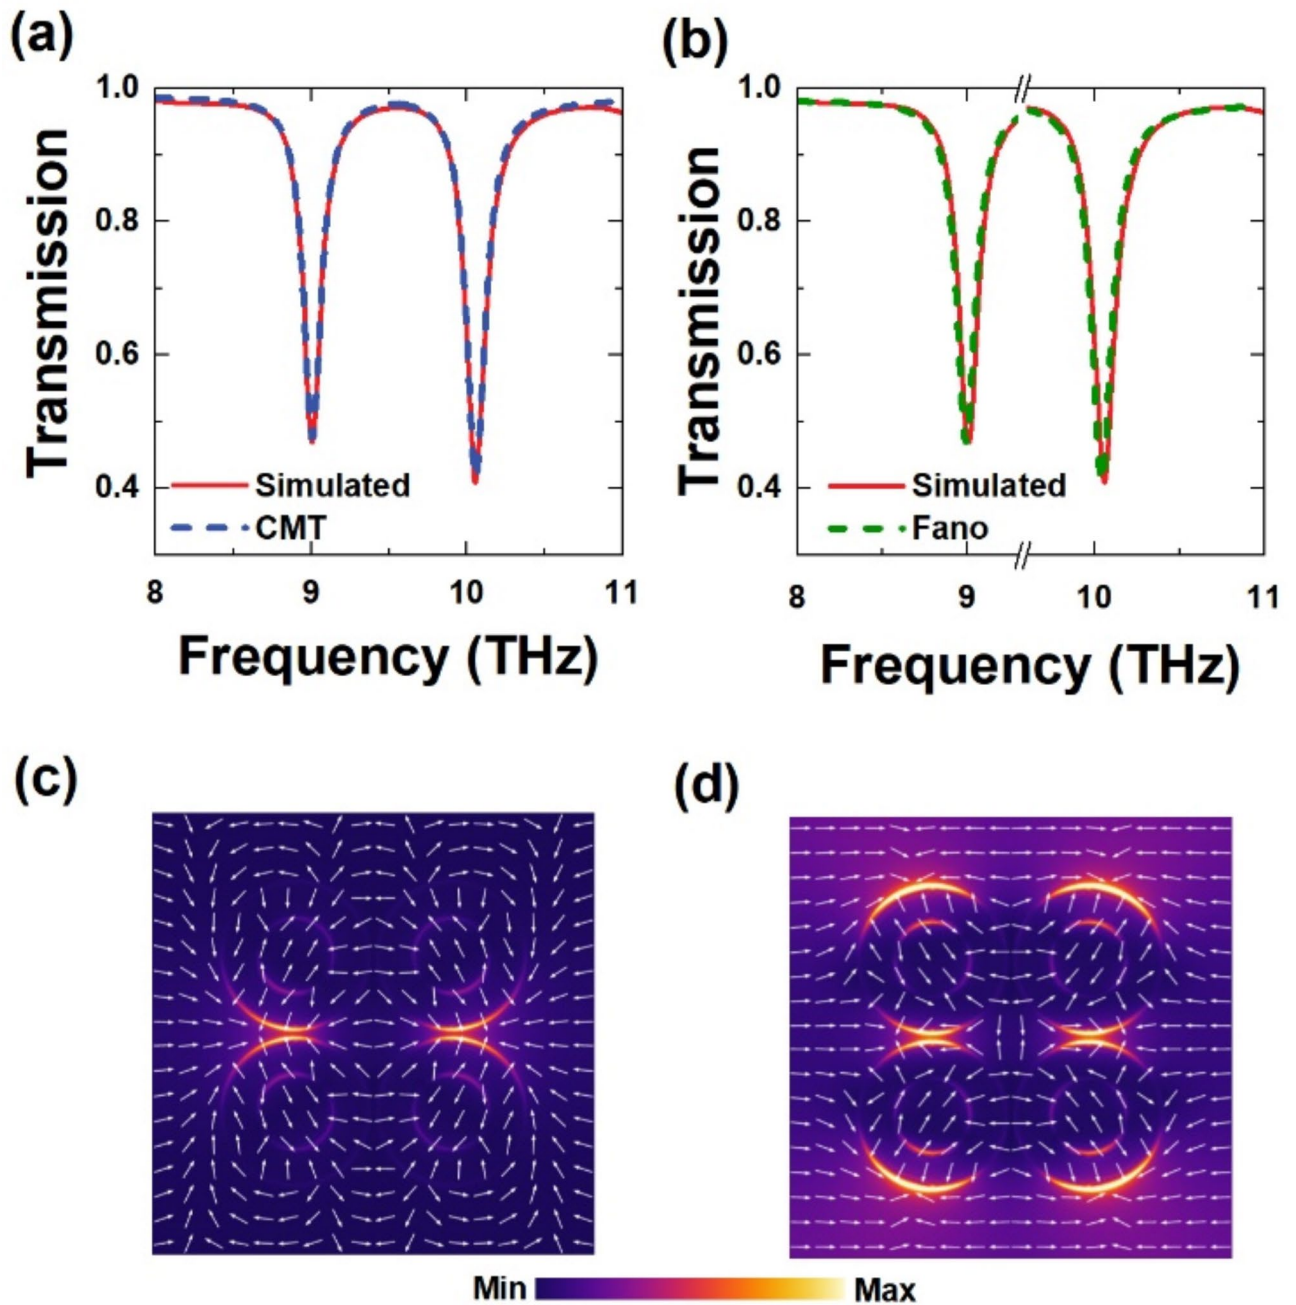 (a)
(b)
1.0
0.8
0.6
0.4
Transmission
Simulated
CMT
8 9 10 11
Frequency (THz)
1.0
0.8
0.6
0.4
Transmission
Simulated
Fano
8 9 10 11
Frequency (THz)
(c)
(d)
Min Max